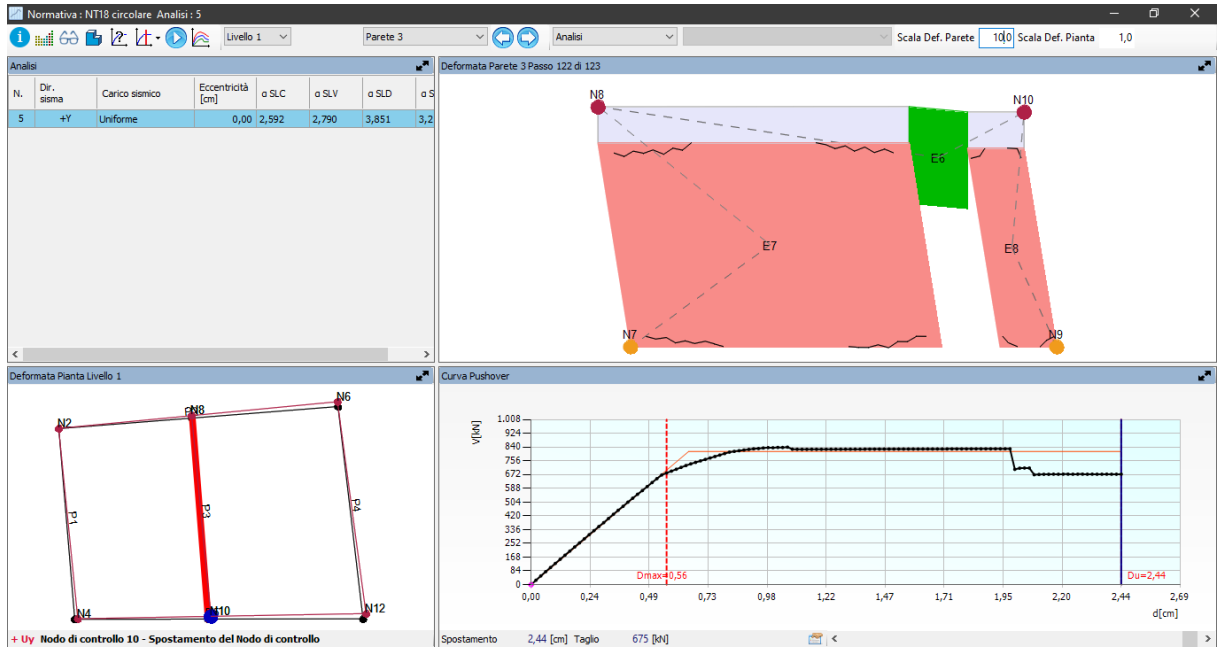 Normativa : NT18 circolare Analisi : 5
Livello 1 Parete 3 Analisi Scala Def. Parete 10,0 Scala Def. Pianta 1,0
Analisi
N. Dir. sisma Carico sismico Eccentricità [cm] α SLC α SLV α SLD α S
5 +Y Uniforme 0,00 2,592 2,790 3,851 3,2
Deformata Parete 3 Passo 122 di 123
N8
N10
E6
E7
E8
N7
N9
Deformata Pianta Livello 1
N6
N2
N8
P1
P3
P4
N4
N10
N12
+ Uy Nodo di controllo 10 - Spostamento del Nodo di controllo
Curva Pushover
V[kN]
1.008
924
840
756
672
588
504
420
336
252
168
84
0
Dmax=0,56
Du=2,44
0,00 0,24 0,49 0,73 0,98 1,22 1,47 1,71 1,95 2,20 2,44 2,69
d[cm]
Spostamento 2,44 [cm] Taglio 675 [kN]